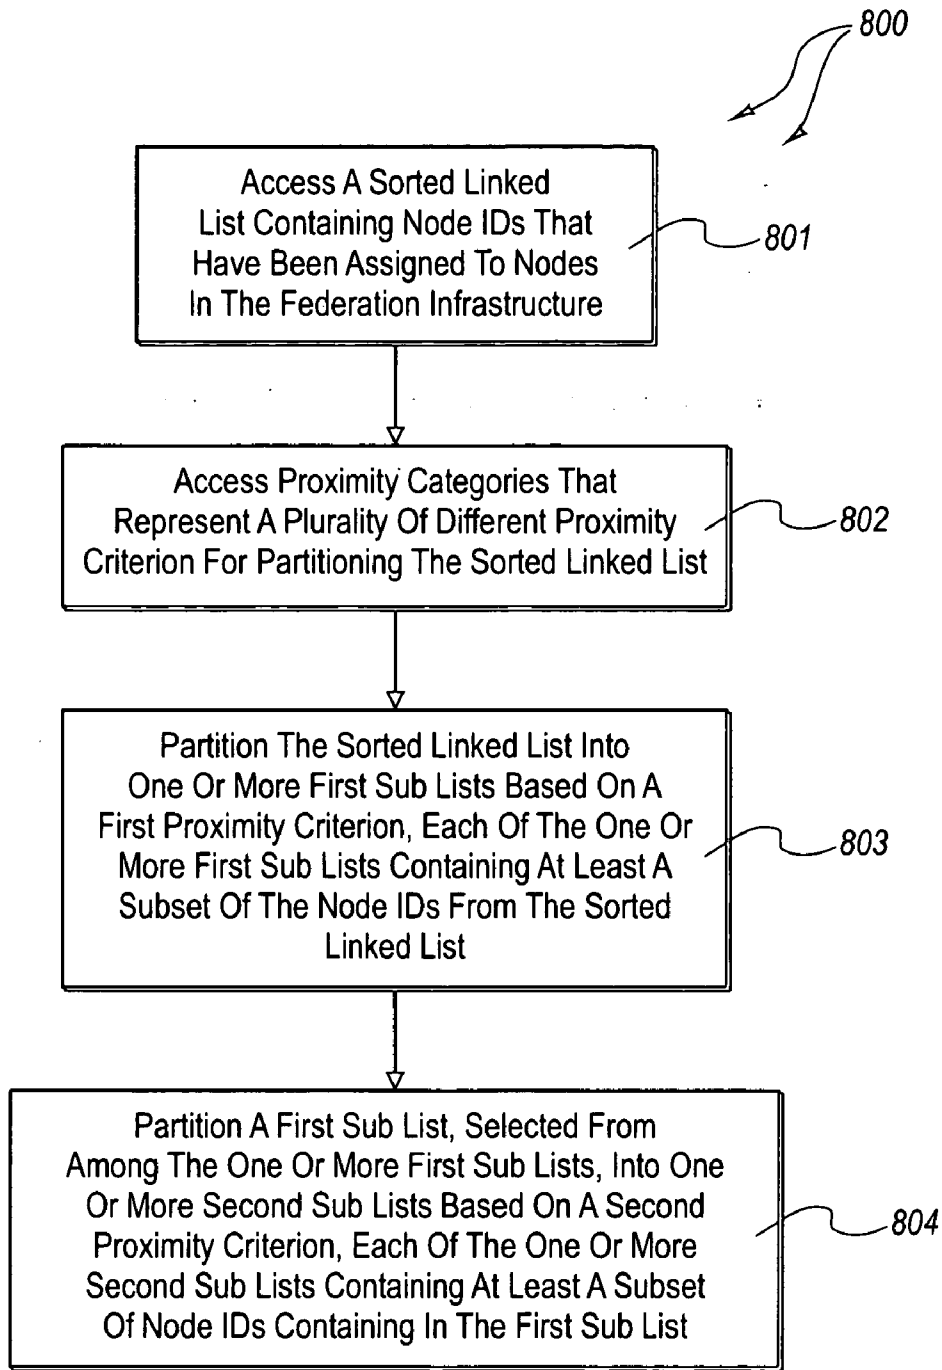 800
Access A Sorted Linked
List Containing Node IDs That
Have Been Assigned To Nodes
In The Federation Infrastructure
801
Access Proximity Categories That
Represent A Plurality Of Different Proximity
Criterion For Partitioning The Sorted Linked List
802
Partition The Sorted Linked List Into
One Or More First Sub Lists Based On A
First Proximity Criterion, Each Of The One Or
More First Sub Lists Containing At Least A
Subset Of The Node IDs From The Sorted
Linked List
803
Partition A First Sub List, Selected From
Among The One Or More First Sub Lists, Into One
Or More Second Sub Lists Based On A Second
Proximity Criterion, Each Of The One Or More
Second Sub Lists Containing At Least A Subset
Of Node IDs Containing In The First Sub List
804